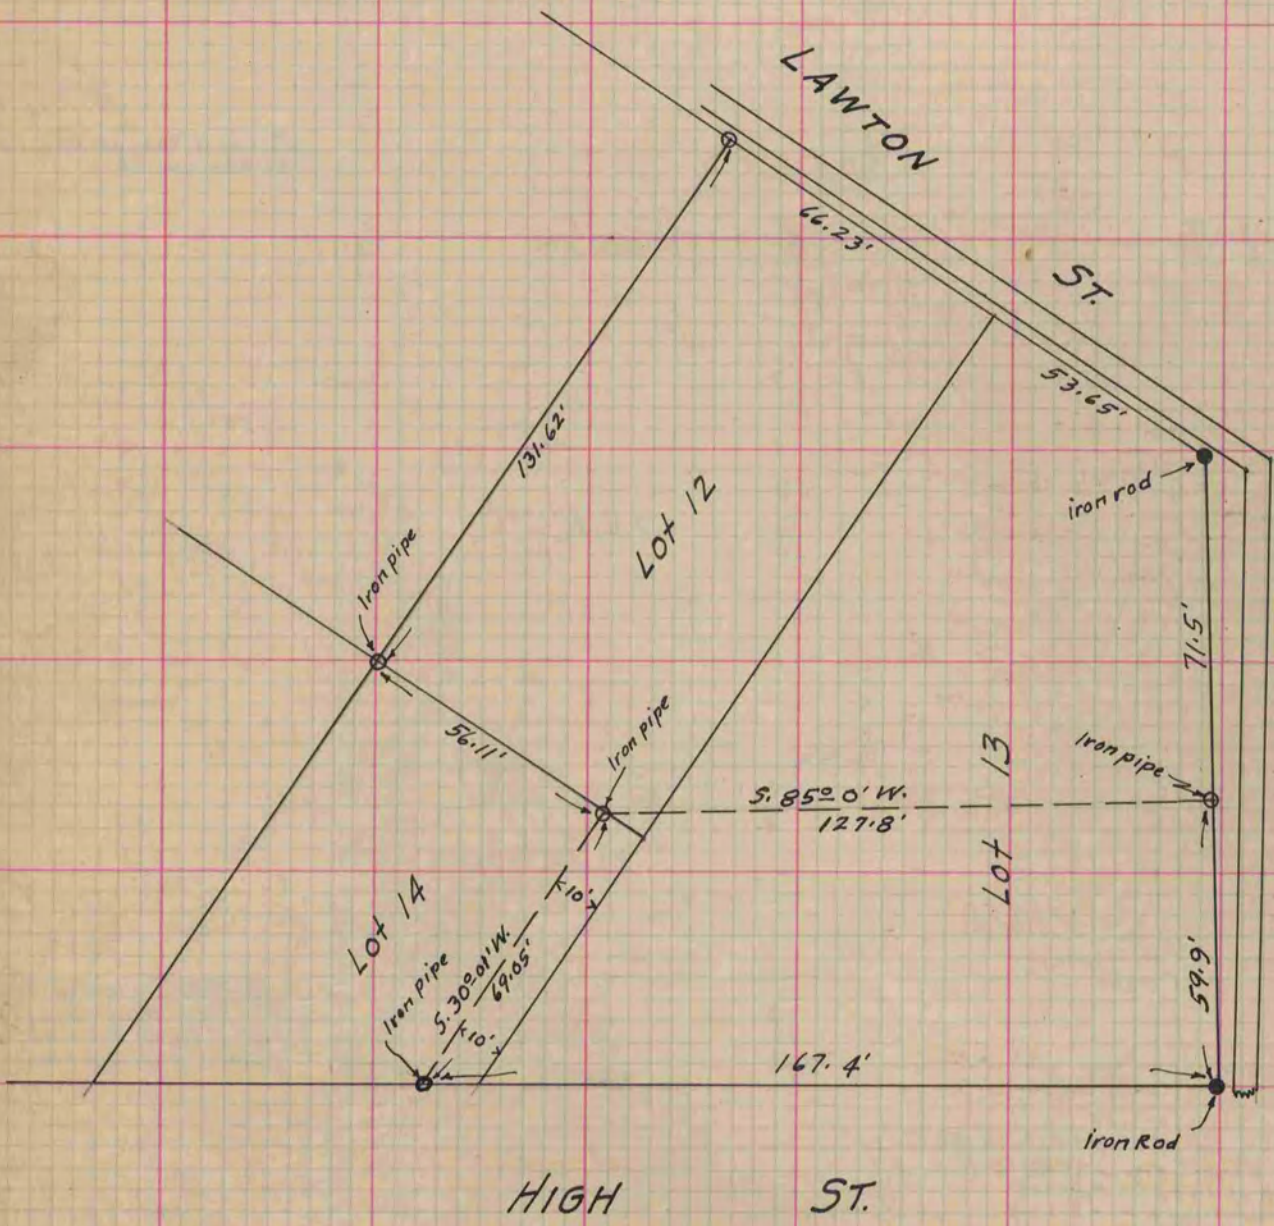 LAWTON ST.
66.23'
53.65'
131.62'
iron rod
Lot 12
Iron pipe
71.5'
56.11'
Iron pipe
Iron pipe
S. 85º 0' W.
127.8'
Lot 13
10'
Lot 14
Iron pipe
S. 30º 01' W.
69.05'
10'
59.9'
167.4'
iron Rod
HIGH ST.